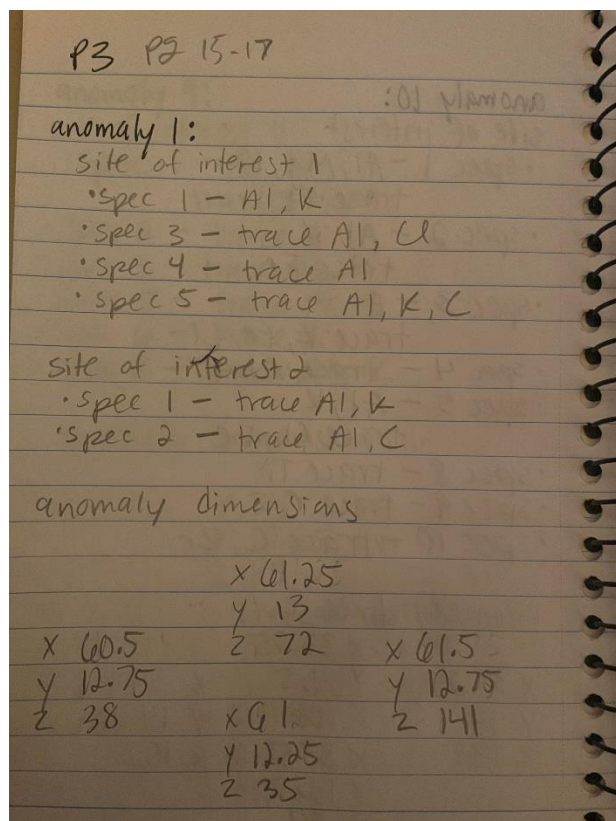 P3 Pg 15-17
anomaly 1:
site of interest 1
• spec 1 - Al, K
• spec 3 - trace Al, Cl
• spec 4 - trace Al
• spec 5 - trace Al, K, C
site of interest 2
• spec 1 - trace Al, K
• spec 2 - trace Al, C
anomaly dimensions
x 61.25
y 13
z 72
x 60.5
y 12.75
z 38
x 61.5
y 12.75
z 141
x 61
y 12.25
z 35